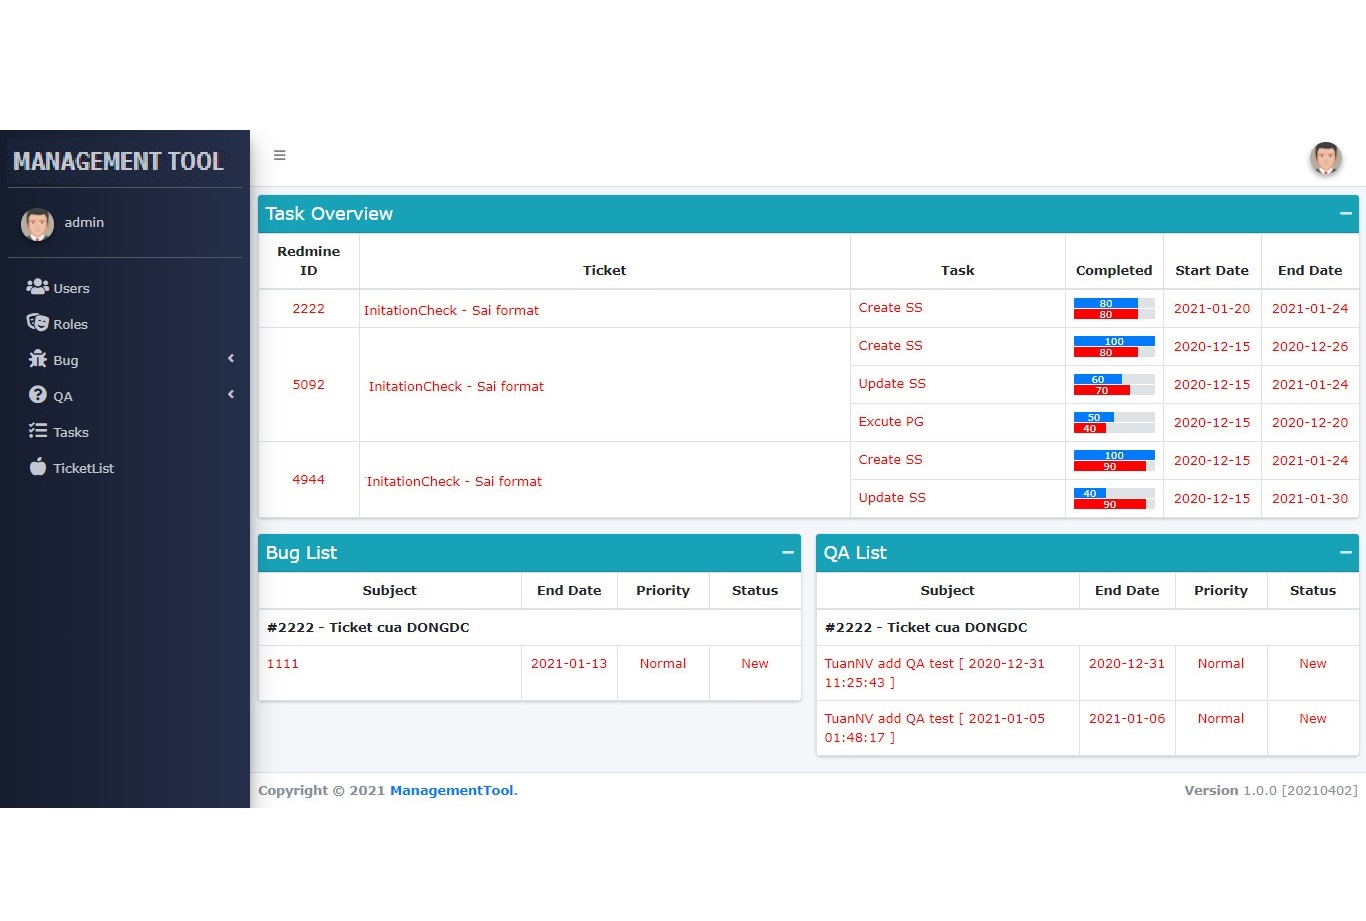 MANAGEMENT TOOL
admin
Users
Roles
Bug
QA
Tasks
TicketList
Task Overview
Redmine ID Ticket Task Completed Start Date End Date
2222 InitationCheck - Sai format Create SS 80 80 2021-01-20 2021-01-24
5092 InitationCheck - Sai format Create SS 100 80 2020-12-15 2020-12-26
Update SS 60 70 2020-12-15 2021-01-24
Excute PG 50 40 2020-12-15 2020-12-20
4944 InitationCheck - Sai format Create SS 100 90 2020-12-15 2021-01-24
Update SS 40 90 2020-12-15 2021-01-30
Bug List
Subject End Date Priority Status
#2222 - Ticket cua DONGDC
1111 2021-01-13 Normal New
QA List
Subject End Date Priority Status
#2222 - Ticket cua DONGDC
TuanNV add QA test [ 2020-12-31 2020-12-31 Normal New
11:25:43 ]
TuanNV add QA test [ 2021-01-05 2021-01-06 Normal New
01:48:17 ]
Copyright © 2021 ManagementTool.
Version 1.0.0 [20210402]